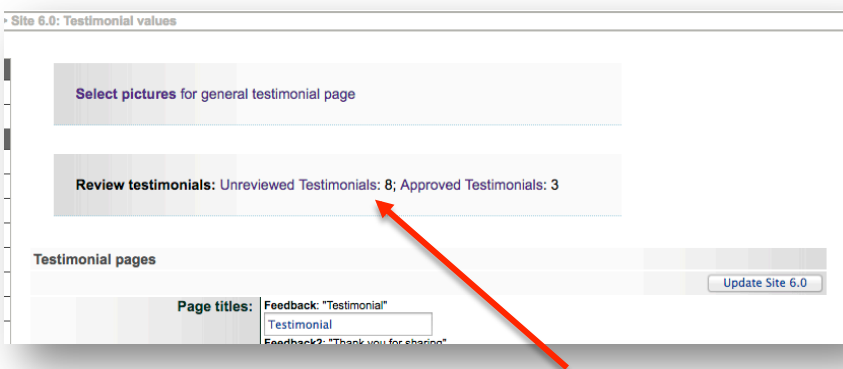 Site 6.0: Testimonial values
Select pictures for general testimonial page
Review testimonials: Unreviewed Testimonials: 8; Approved Testimonials: 3
Testimonial pages
Update Site 6.0
Page titles: Feedback: "Testimonial"
Testimonial
Feedback2: "Thank you for sharing"